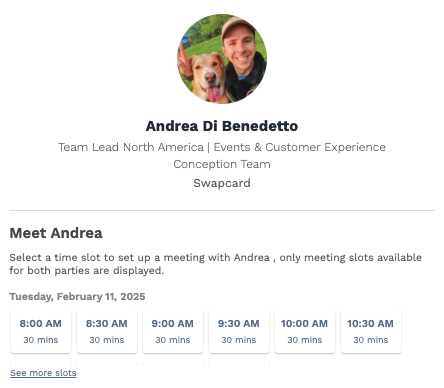 Andrea Di Benedetto
Team Lead North America | Events & Customer Experience
Conception Team
Swapcard
Meet Andrea
Select a time slot to set up a meeting with Andrea , only meeting slots available
for both parties are displayed.
Tuesday, February 11, 2025
8:00 AM 8:30 AM 9:00 AM 9:30 AM 10:00 AM 10:30 AM
30 mins 30 mins 30 mins 30 mins 30 mins 30 mins
See more slots